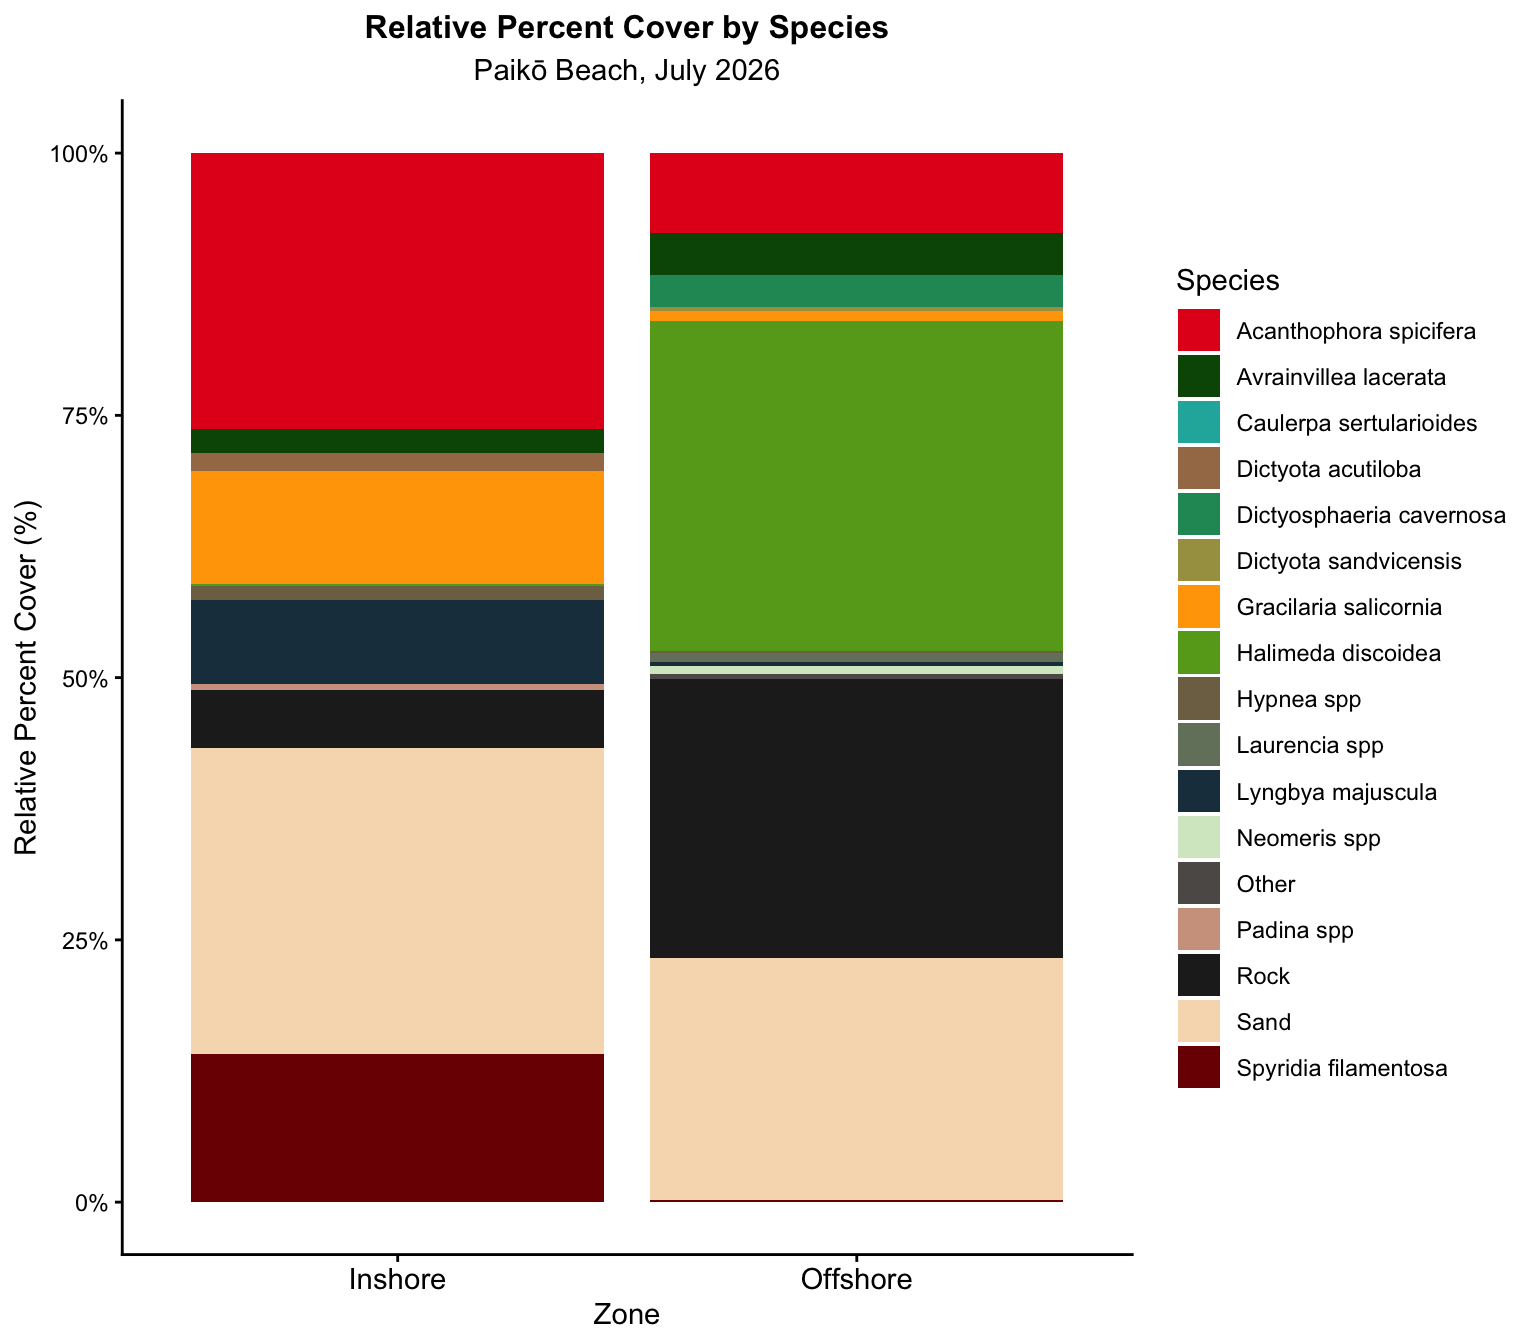 Relative Percent Cover by Species
Paikō Beach, July 2026
Relative Percent Cover (%)
100%
75%
50%
25%
0%
Inshore
Offshore
Zone
Species
Acanthophora spicifera
Avrainvillea lacerata
Caulerpa sertularioides
Dictyota acutiloba
Dictyosphaeria cavernosa
Dictyota sandvicensis
Gracilaria salicornia
Halimeda discoidea
Hypnea spp
Laurencia spp
Lyngbya majuscula
Neomeris spp
Other
Padina spp
Rock
Sand
Spyridia filamentosa